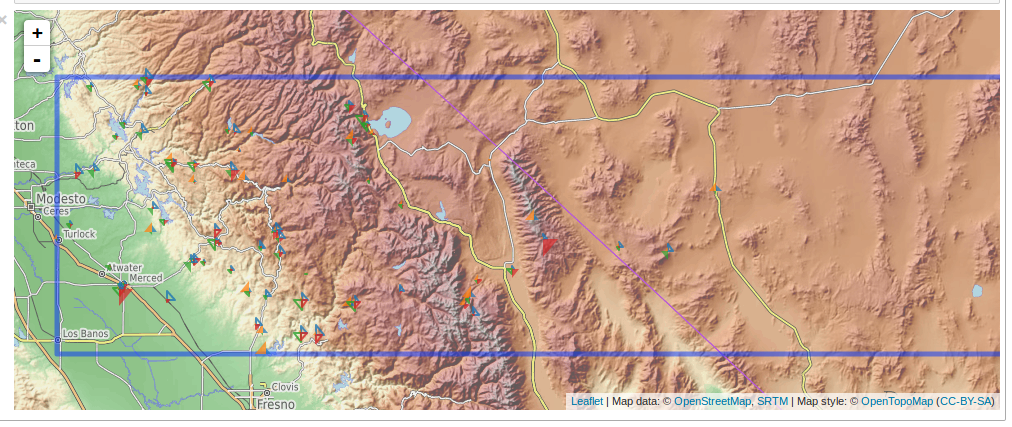 +
-
ton
nteca
Modesto
Ceres
Turlock
Atwater
Merced
Los Banos
Clovis
Fresno
Leaflet | Map data: © OpenStreetMap, SRTM | Map style: © OpenTopoMap (CC-BY-SA)